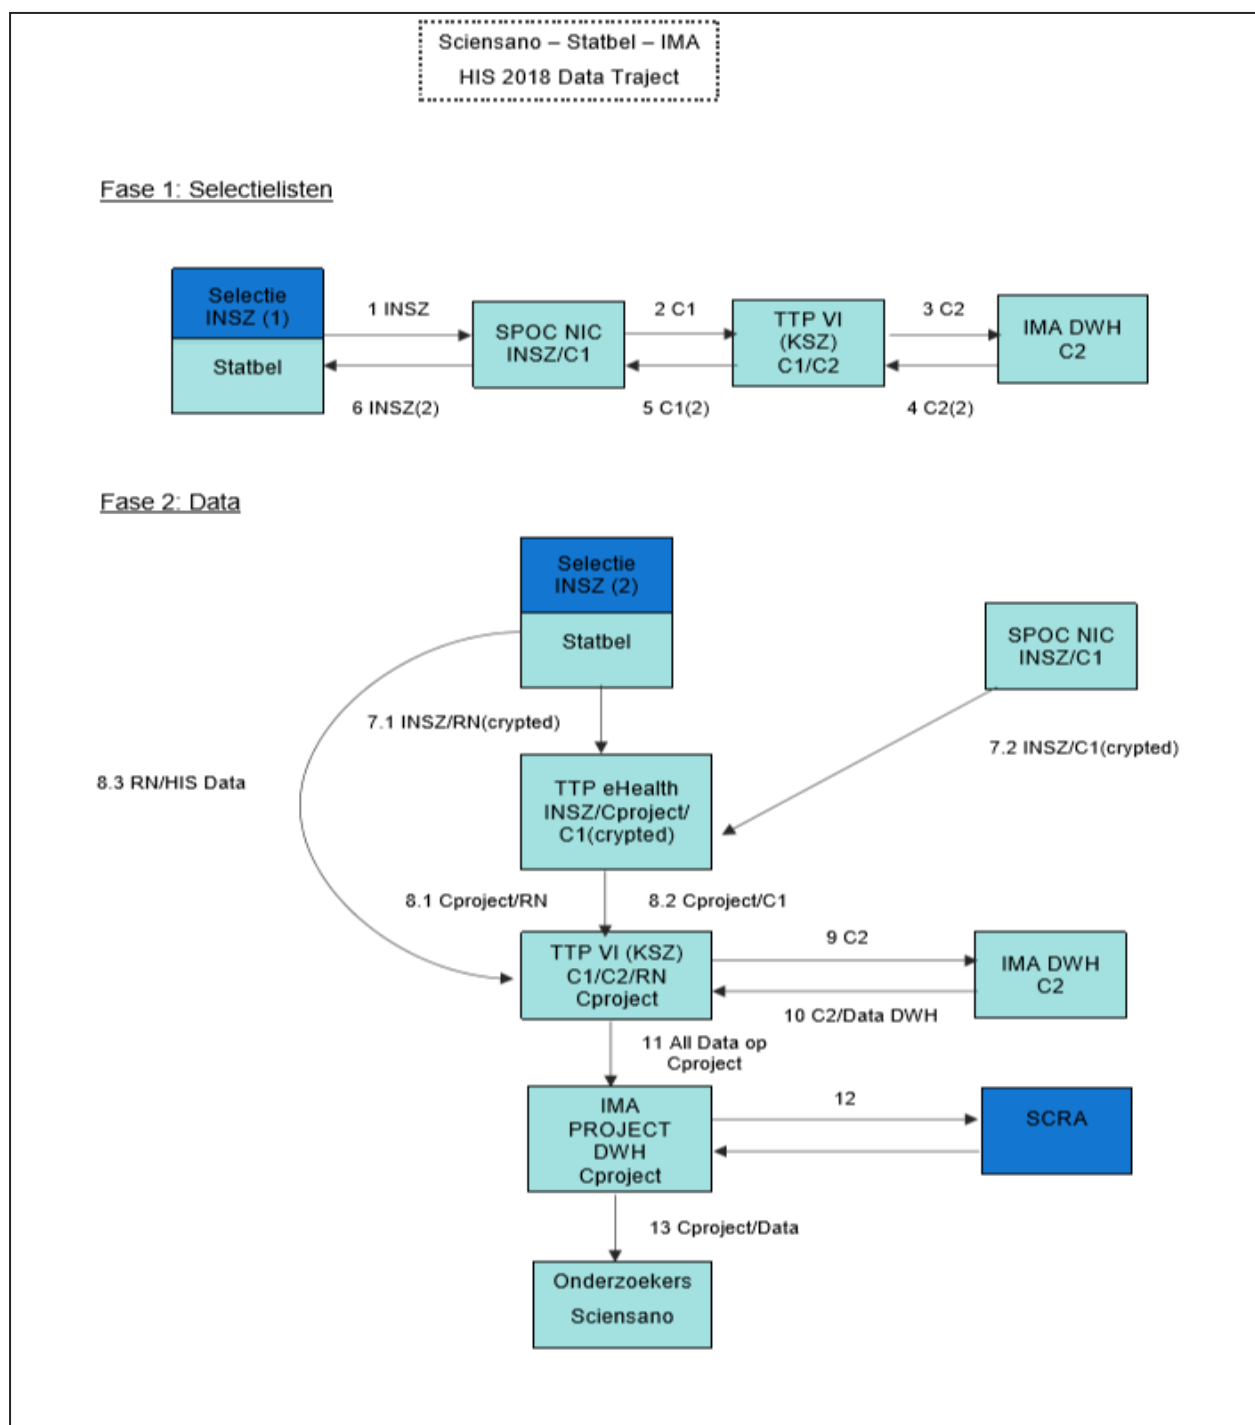 Sciensano – Statbel – IMA
HIS 2018 Data Traject
Fase 1: Selectielisten
Selectie
INSZ (1)
Statbel
1 INSZ
SPOC NIC
INSZ/C1
2 C1
TTP VI
(KSZ)
C1/C2
3 C2
IMA DWH
C2
6 INSZ(2)
5 C1(2)
4 C2(2)
Fase 2: Data
Selectie
INSZ (2)
Statbel
SPOC NIC
INSZ/C1
7.1 INSZ/RN(crypted)
7.2 INSZ/C1(crypted)
8.3 RN/HIS Data
TTP eHealth
INSZ/Cproject/
C1(crypted)
8.1 Cproject/RN
8.2 Cproject/C1
TTP VI (KSZ)
C1/C2/RN
Cproject
9 C2
IMA DWH
C2
10 C2/Data DWH
11 All Data op
Cproject
IMA
PROJECT
DWH
Cproject
12
SCRA
13 Cproject/Data
Onderzoekers
Sciensano